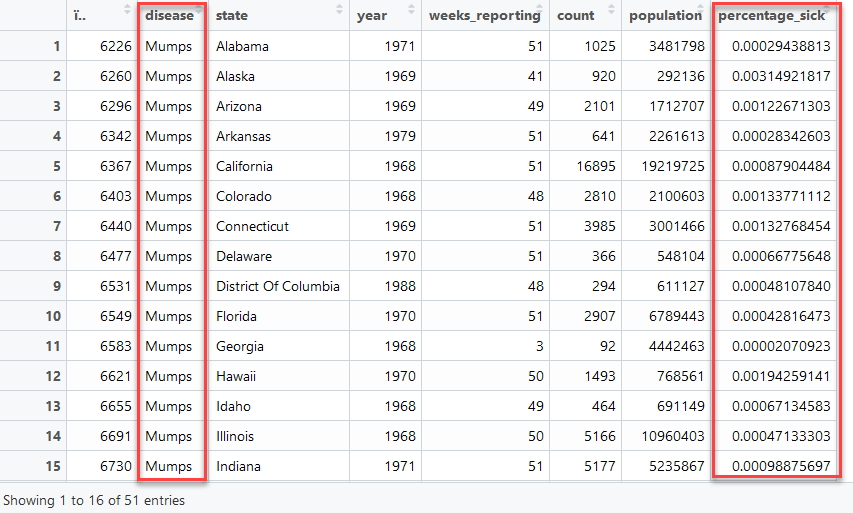 ï.. disease state year weeks_reporting count population percentage_sick
1 6226 Mumps Alabama 1971 51 1025 3481798 0.00029438813
2 6260 Mumps Alaska 1969 41 920 292136 0.00314921817
3 6296 Mumps Arizona 1969 49 2101 1712707 0.00122671303
4 6342 Mumps Arkansas 1979 51 641 2261613 0.00028342603
5 6367 Mumps California 1968 51 16895 19219725 0.00087904484
6 6403 Mumps Colorado 1968 48 2810 2100603 0.00133771112
7 6440 Mumps Connecticut 1969 51 3985 3001466 0.00132768454
8 6477 Mumps Delaware 1970 51 366 548104 0.00066775648
9 6531 Mumps District Of Columbia 1988 48 294 611127 0.00048107840
10 6549 Mumps Florida 1970 51 2907 6789443 0.00042816473
11 6583 Mumps Georgia 1968 3 92 4442463 0.00002070923
12 6621 Mumps Hawaii 1970 50 1493 768561 0.00194259141
13 6655 Mumps Idaho 1968 49 464 691149 0.00067134583
14 6691 Mumps Illinois 1968 50 5166 10960403 0.00047133303
15 6730 Mumps Indiana 1971 51 5177 5235867 0.00098875697
Showing 1 to 16 of 51 entries